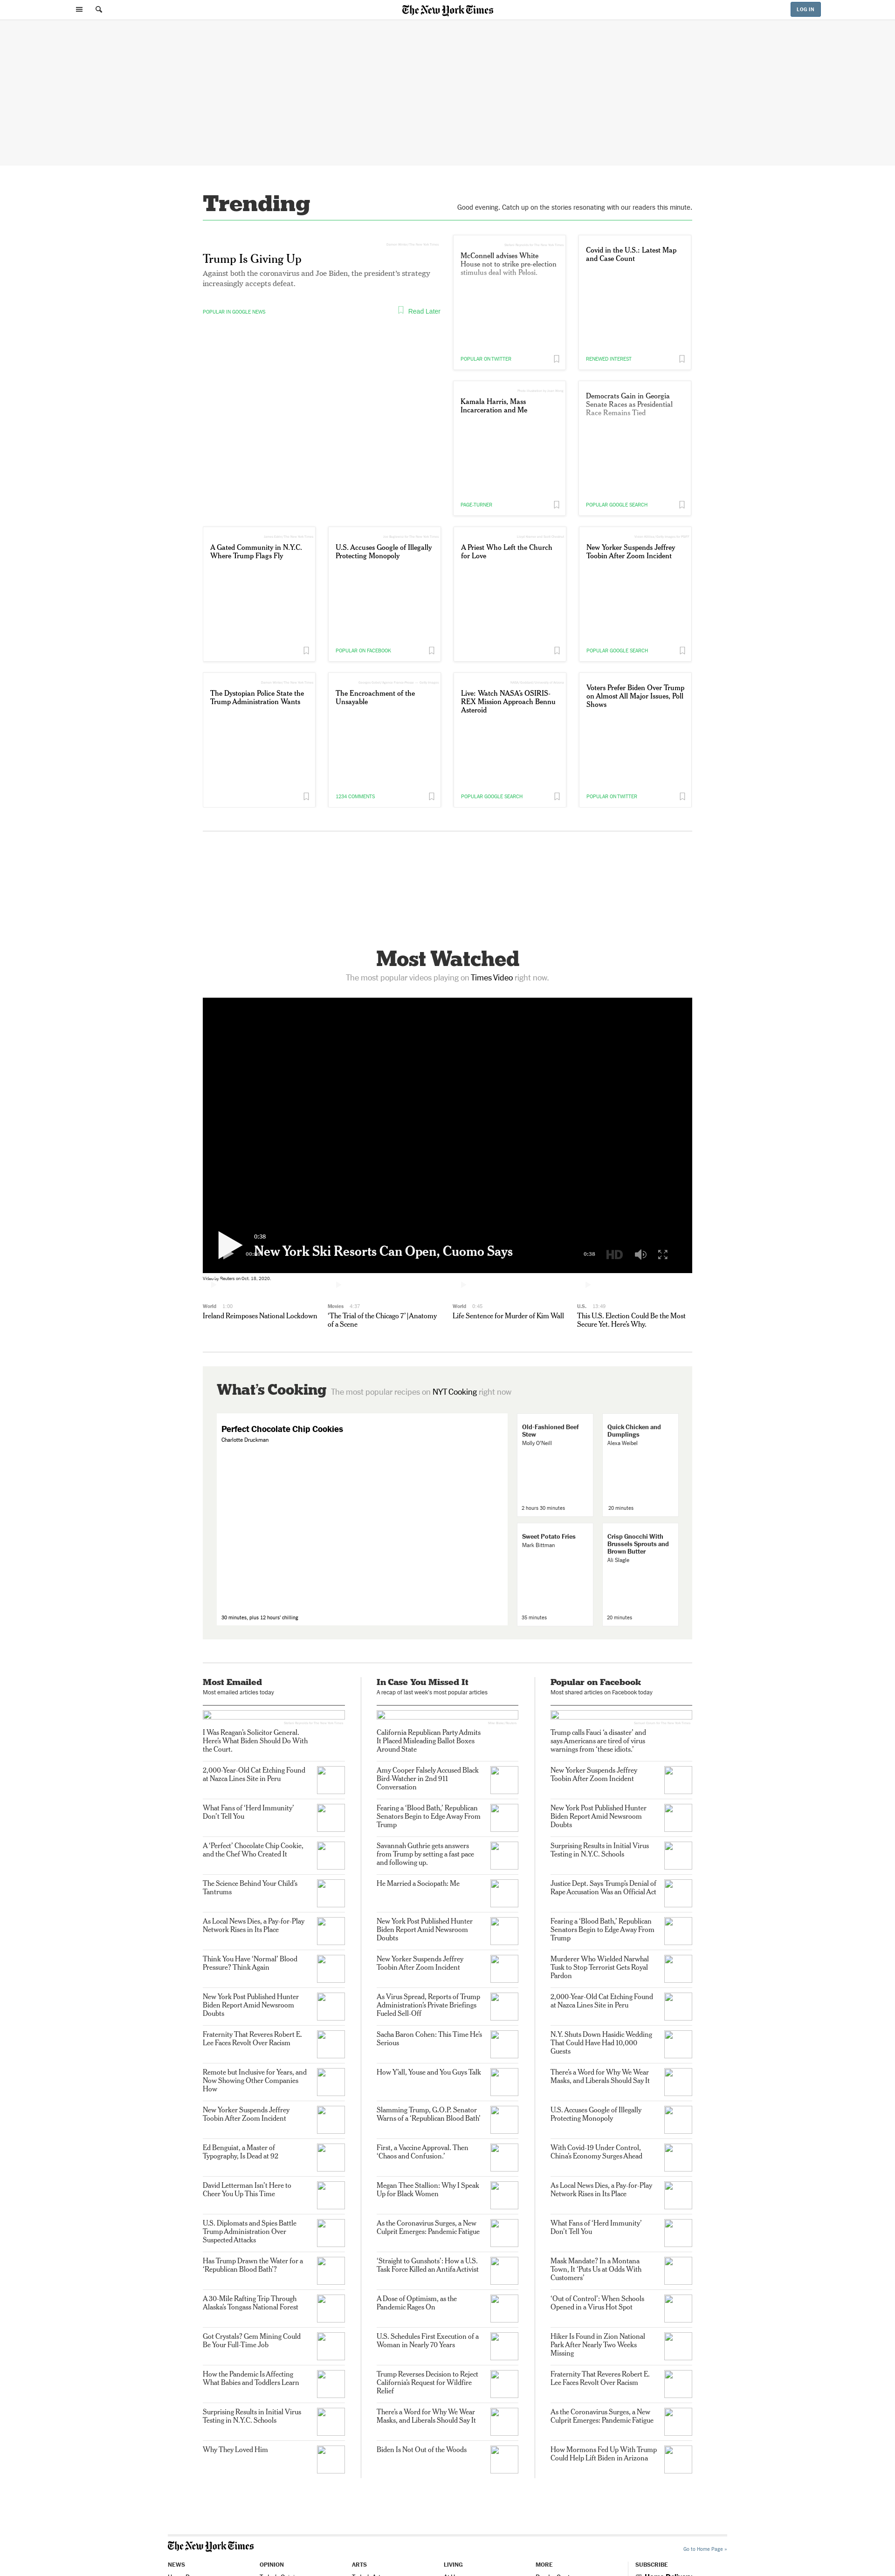 The New York Times
LOG IN
Trending
Good evening. Catch up on the stories resonating with our readers this minute.
Trump Is Giving Up
Against both the coronavirus and Joe Biden, the president's strategy
increasingly accepts defeat.
POPULAR IN GOOGLE NEWS
Read Later
McConnell advises White
House not to strike pre-election
stimulus deal with Pelosi.
POPULAR ON TWITTER
Covid in the U.S.: Latest Map
and Case Count
RENEWED INTEREST
Kamala Harris, Mass
Incarceration and Me
PAGE-TURNER
Democrats Gain in Georgia
Senate Races as Presidential
Race Remains Tied
POPULAR GOOGLE SEARCH
A Gated Community in N.Y.C.
Where Trump Flags Fly
U.S. Accuses Google of Illegally
Protecting Monopoly
POPULAR ON FACEBOOK
A Priest Who Left the Church
for Love
New Yorker Suspends Jeffrey
Toobin After Zoom Incident
POPULAR GOOGLE SEARCH
The Dystopian Police State the
Trump Administration Wants
The Encroachment of the
Unsayable
1234 COMMENTS
Live: Watch NASA's OSIRIS-
REX Mission Approach Bennu
Asteroid
POPULAR GOOGLE SEARCH
Voters Prefer Biden Over Trump
on Almost All Major Issues, Poll
Shows
POPULAR ON TWITTER
Most Watched
The most popular videos playing on Times Video right now.
0:38
New York Ski Resorts Can Open, Cuomo Says
0:38
HD
Video by Reuters on Oct. 18, 2020.
World 1:00
Ireland Reimposes National Lockdown
Movies 4:37
'The Trial of the Chicago 7' | Anatomy
of a Scene
World 0:45
Life Sentence for Murder of Kim Wall
U.S. 15:48
This U.S. Election Could Be the Most
Secure Yet. Here's Why.
What's Cooking The most popular recipes on NYT Cooking right now
Perfect Chocolate Chip Cookies
Charlotte Druckman
30 minutes, plus 12 hours' chilling
Old-Fashioned Beef
Stew
Molly O'Neill
2 hours 30 minutes
Quick Chicken and
Dumplings
Alexa Weibel
20 minutes
Sweet Potato Fries
Mark Bittman
35 minutes
Crisp Gnocchi With
Brussels Sprouts and
Brown Butter
Ali Slagle
20 minutes
Most Emailed
Most emailed articles today
I Was Reagan's Solicitor General.
Here's What Biden Should Do With
the Court.
2,000-Year-Old Cat Etching Found
at Nazca Lines Site in Peru
What Fans of 'Herd Immunity'
Don't Tell You
A 'Perfect' Chocolate Chip Cookie,
and the Chef Who Created It
The Science Behind Your Child's
Tantrums
As Local News Dies, a Pay-for-Play
Network Rises in Its Place
Think You Have 'Normal' Blood
Pressure? Think Again
New York Post Published Hunter
Biden Report Amid Newsroom
Doubts
Fraternity That Reveres Robert E.
Lee Faces Revolt Over Racism
Remote but Inclusive for Years, and
Now Showing Other Companies
How
New Yorker Suspends Jeffrey
Toobin After Zoom Incident
Ed Benguiat, a Master of
Typography, Is Dead at 92
David Letterman Isn't Here to
Cheer You Up This Time
U.S. Diplomats and Spies Battle
Trump Administration Over
Suspected Attacks
Has Trump Drawn the Water for a
'Republican Blood Bath'?
A 30-Mile Rafting Trip Through
Alaska's Tongass National Forest
Got Crystals? Gem Mining Could
Be Your Full-Time Job
How the Pandemic Is Affecting
What Babies and Toddlers Learn
Surprising Results in Initial Virus
Testing in N.Y.C. Schools
Why They Loved Him
In Case You Missed It
A recap of last week's most popular articles
California Republican Party Admits
It Placed Misleading Ballot Boxes
Around State
Amy Cooper Falsely Accused Black
Bird-Watcher in 2nd 911
Conversation
Fearing a 'Blood Bath,' Republican
Senators Begin to Edge Away From
Trump
Savannah Guthrie gets answers
from Trump by setting a fast pace
and following up.
He Married a Sociopath: Me
New York Post Published Hunter
Biden Report Amid Newsroom
Doubts
New Yorker Suspends Jeffrey
Toobin After Zoom Incident
As Virus Spread, Reports of Trump
Administration's Private Briefings
Fueled Sell-Off
Sacha Baron Cohen: This Time He's
Serious
How Y'all, Youse and You Guys Talk
Slamming Trump, G.O.P. Senator
Warns of a 'Republican Blood Bath'
First, a Vaccine Approval. Then
'Chaos and Confusion.'
Megan Thee Stallion: Why I Speak
Up for Black Women
As the Coronavirus Surges, a New
Culprit Emerges: Pandemic Fatigue
'Straight to Gunshots': How a U.S.
Task Force Killed an Antifa Activist
A Dose of Optimism, as the
Pandemic Rages On
U.S. Schedules First Execution of a
Woman in Nearly 70 Years
Trump Reverses Decision to Reject
California's Request for Wildfire
Relief
There's a Word for Why We Wear
Masks, and Liberals Should Say It
Biden Is Not Out of the Woods
Popular on Facebook
Most shared articles on Facebook today
Trump calls Fauci 'a disaster' and
says Americans are tired of virus
warnings from 'these idiots.'
New Yorker Suspends Jeffrey
Toobin After Zoom Incident
New York Post Published Hunter
Biden Report Amid Newsroom
Doubts
Surprising Results in Initial Virus
Testing in N.Y.C. Schools
Justice Dept. Says Trump's Denial of
Rape Accusation Was an Official Act
Fearing a 'Blood Bath,' Republican
Senators Begin to Edge Away From
Trump
Murderer Who Wielded Narwhal
Tusk to Stop Terrorist Gets Royal
Pardon
2,000-Year-Old Cat Etching Found
at Nazca Lines Site in Peru
N.Y. Shuts Down Hasidic Wedding
That Could Have Had 10,000
Guests
There's a Word for Why We Wear
Masks, and Liberals Should Say It
U.S. Accuses Google of Illegally
Protecting Monopoly
With Covid-19 Under Control,
China's Economy Surges Ahead
As Local News Dies, a Pay-for-Play
Network Rises in Its Place
What Fans of 'Herd Immunity'
Don't Tell You
Mask Mandate? In a Montana
Town, It 'Puts Us at Odds With
Customers'
'Out of Control': When Schools
Opened in a Virus Hot Spot
Hiker Is Found in Zion National
Park After Nearly Two Weeks
Missing
Fraternity That Reveres Robert E.
Lee Faces Revolt Over Racism
As the Coronavirus Surges, a New
Culprit Emerges: Pandemic Fatigue
How Mormons Fed Up With Trump
Could Help Lift Biden in Arizona
The New York Times
Go to Home Page »
NEWS
OPINION
ARTS
LIVING
MORE
SUBSCRIBE